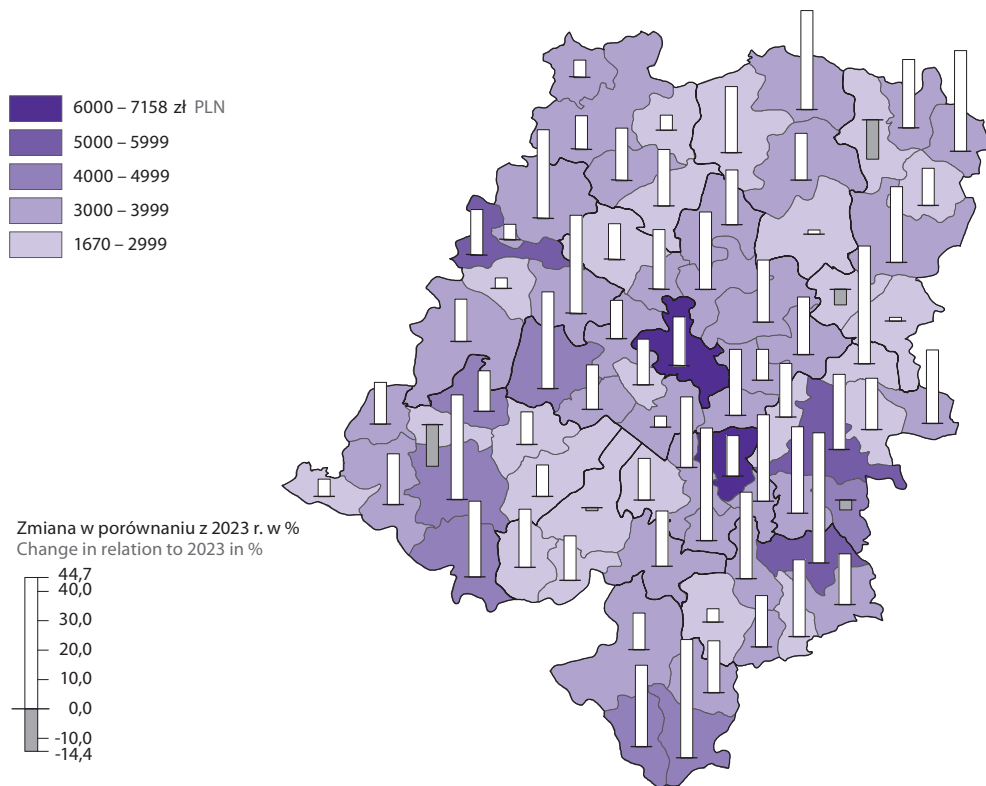 6000 – 7158 zł PLN
5000 – 5999
4000 – 4999
3000 – 3999
1670 – 2999
Zmiana w porównaniu z 2023 r. w %
Change in relation to 2023 in %
44,7
40,0
30,0
20,0
10,0
0,0
-10,0
-14,4